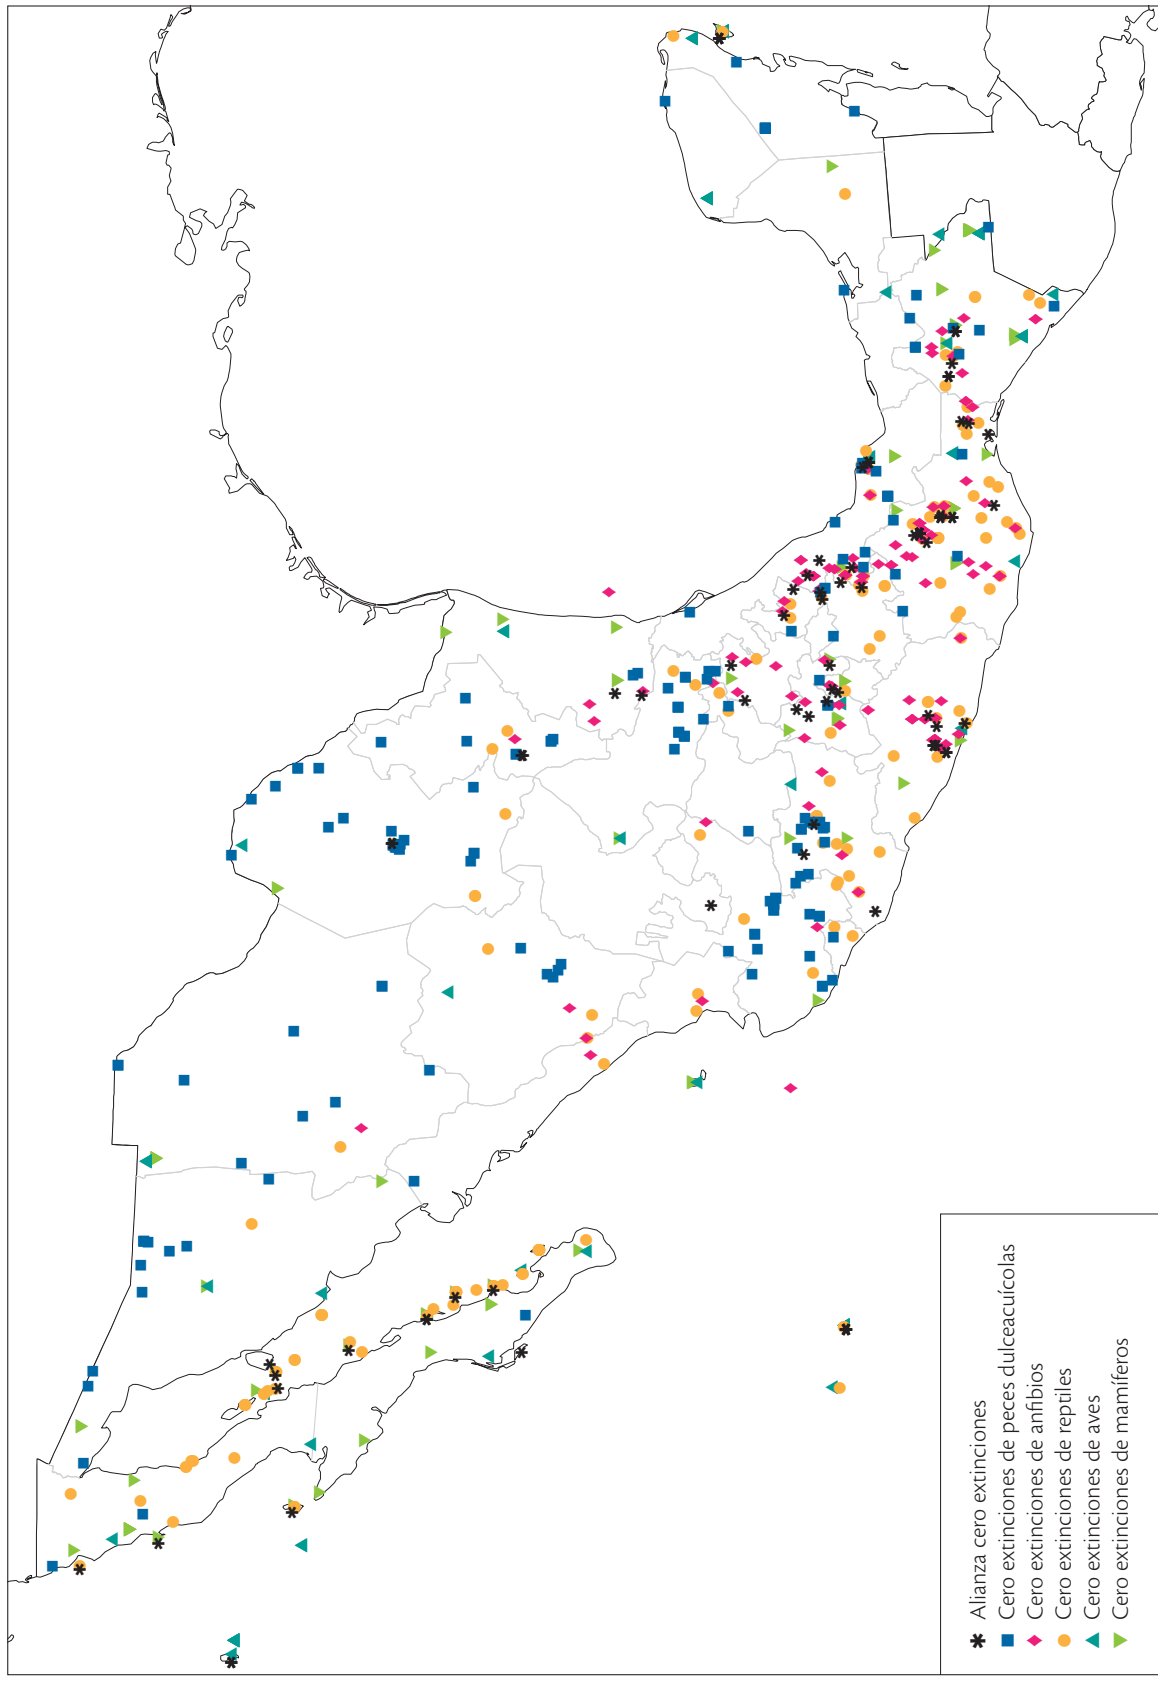 Alianza cero extinciones
Cero extinciones de peces dulceacuícolas
Cero extinciones de anfibios
Cero extinciones de reptiles
Cero extinciones de aves
Cero extinciones de mamíferos